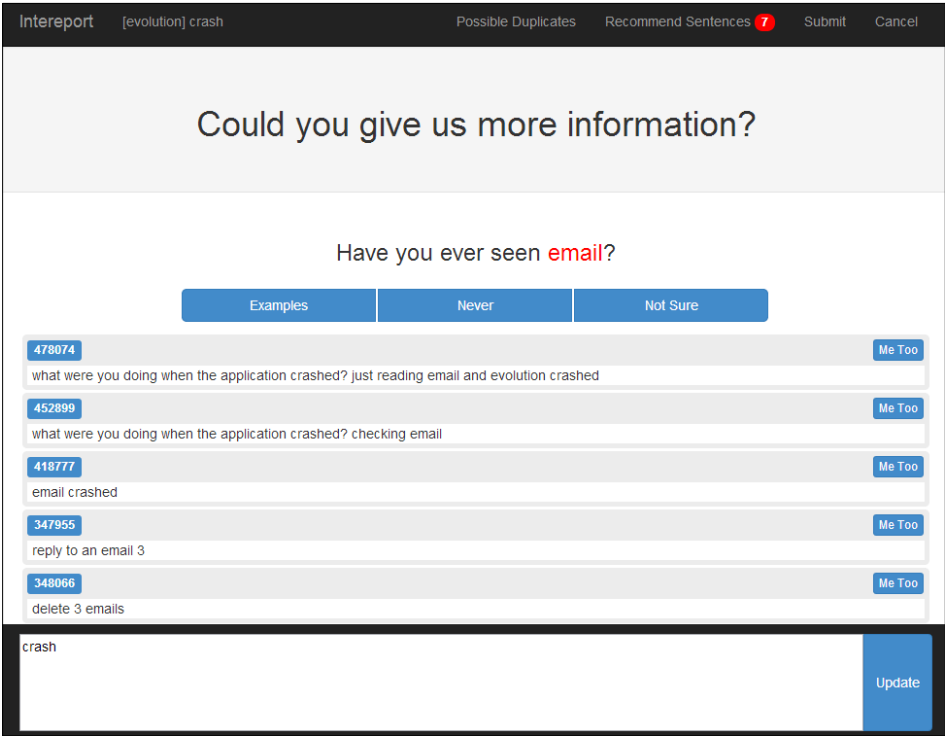 Intereport [evolution] crash Possible Duplicates Recommend Sentences 7 Submit Cancel
Could you give us more information?
Have you ever seen email?
Examples Never Not Sure
478074 Me Too
what were you doing when the application crashed? just reading email and evolution crashed
452899 Me Too
what were you doing when the application crashed? checking email
418777 Me Too
email crashed
347955 Me Too
reply to an email 3
348066 Me Too
delete 3 emails
crash
Update